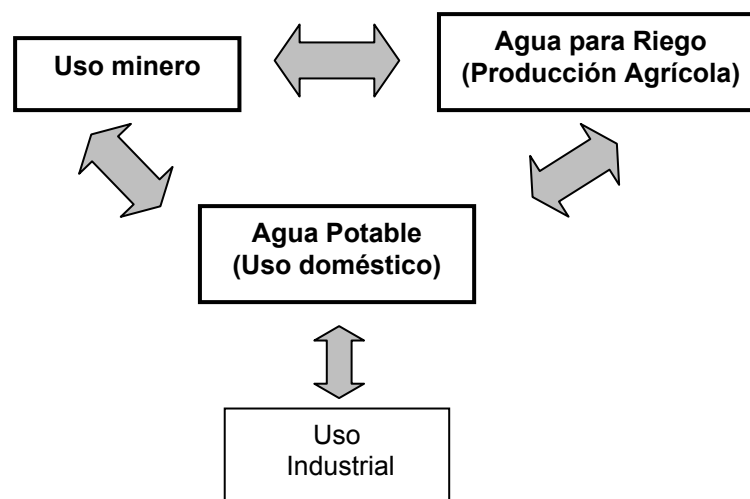 Uso minero
Agua para Riego
(Producción Agrícola)
Agua Potable
(Uso doméstico)
Uso
Industrial